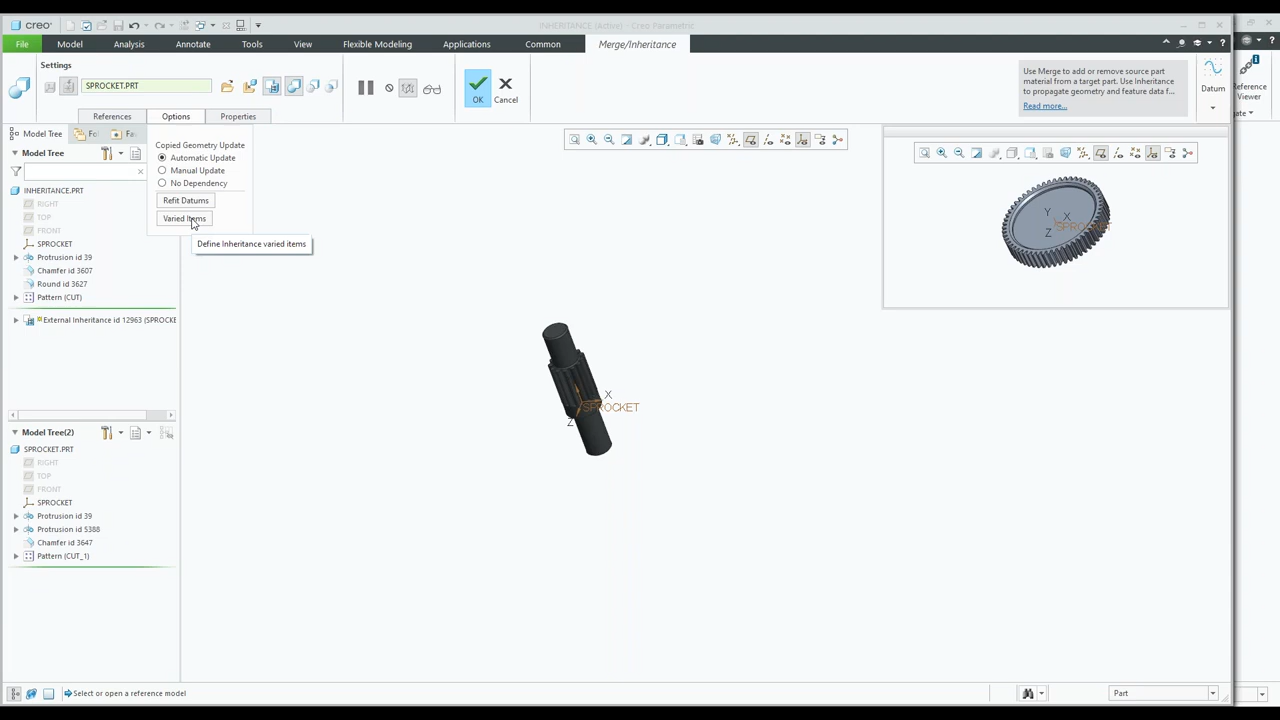 creo
INHERITANCE (Active) - Creo Parametric
File Model Analysis Annotate Tools View Flexible Modeling Applications Common Merge/Inheritance
Settings
SPROCKET.PRT
OK
Cancel
Use Merge to add or remove source part
material from a target part. Use Inheritance
to propagate geometry and feature data f...
Read more...
Datum
Reference
Viewer
gate
References Options Properties
Model Tree Fo Fa
Model Tree
INHERITANCE.PRT
RIGHT
TOP
FRONT
SPROCKET
Protrusion id 39
Chamfer id 3607
Round id 3627
Pattern (CUT)
External Inheritance id 12963 (SPROCKE
Copied Geometry Update
Automatic Update
Manual Update
No Dependency
Refit Datums
Varied Items
Define Inheritance varied items
Y
X
Z
SPROCKET
X
SPROCKET
Z
Model Tree(2)
SPROCKET.PRT
RIGHT
TOP
FRONT
SPROCKET
Protrusion id 39
Protrusion id 5388
Chamfer id 3647
Pattern (CUT_1)
Select or open a reference model
Part